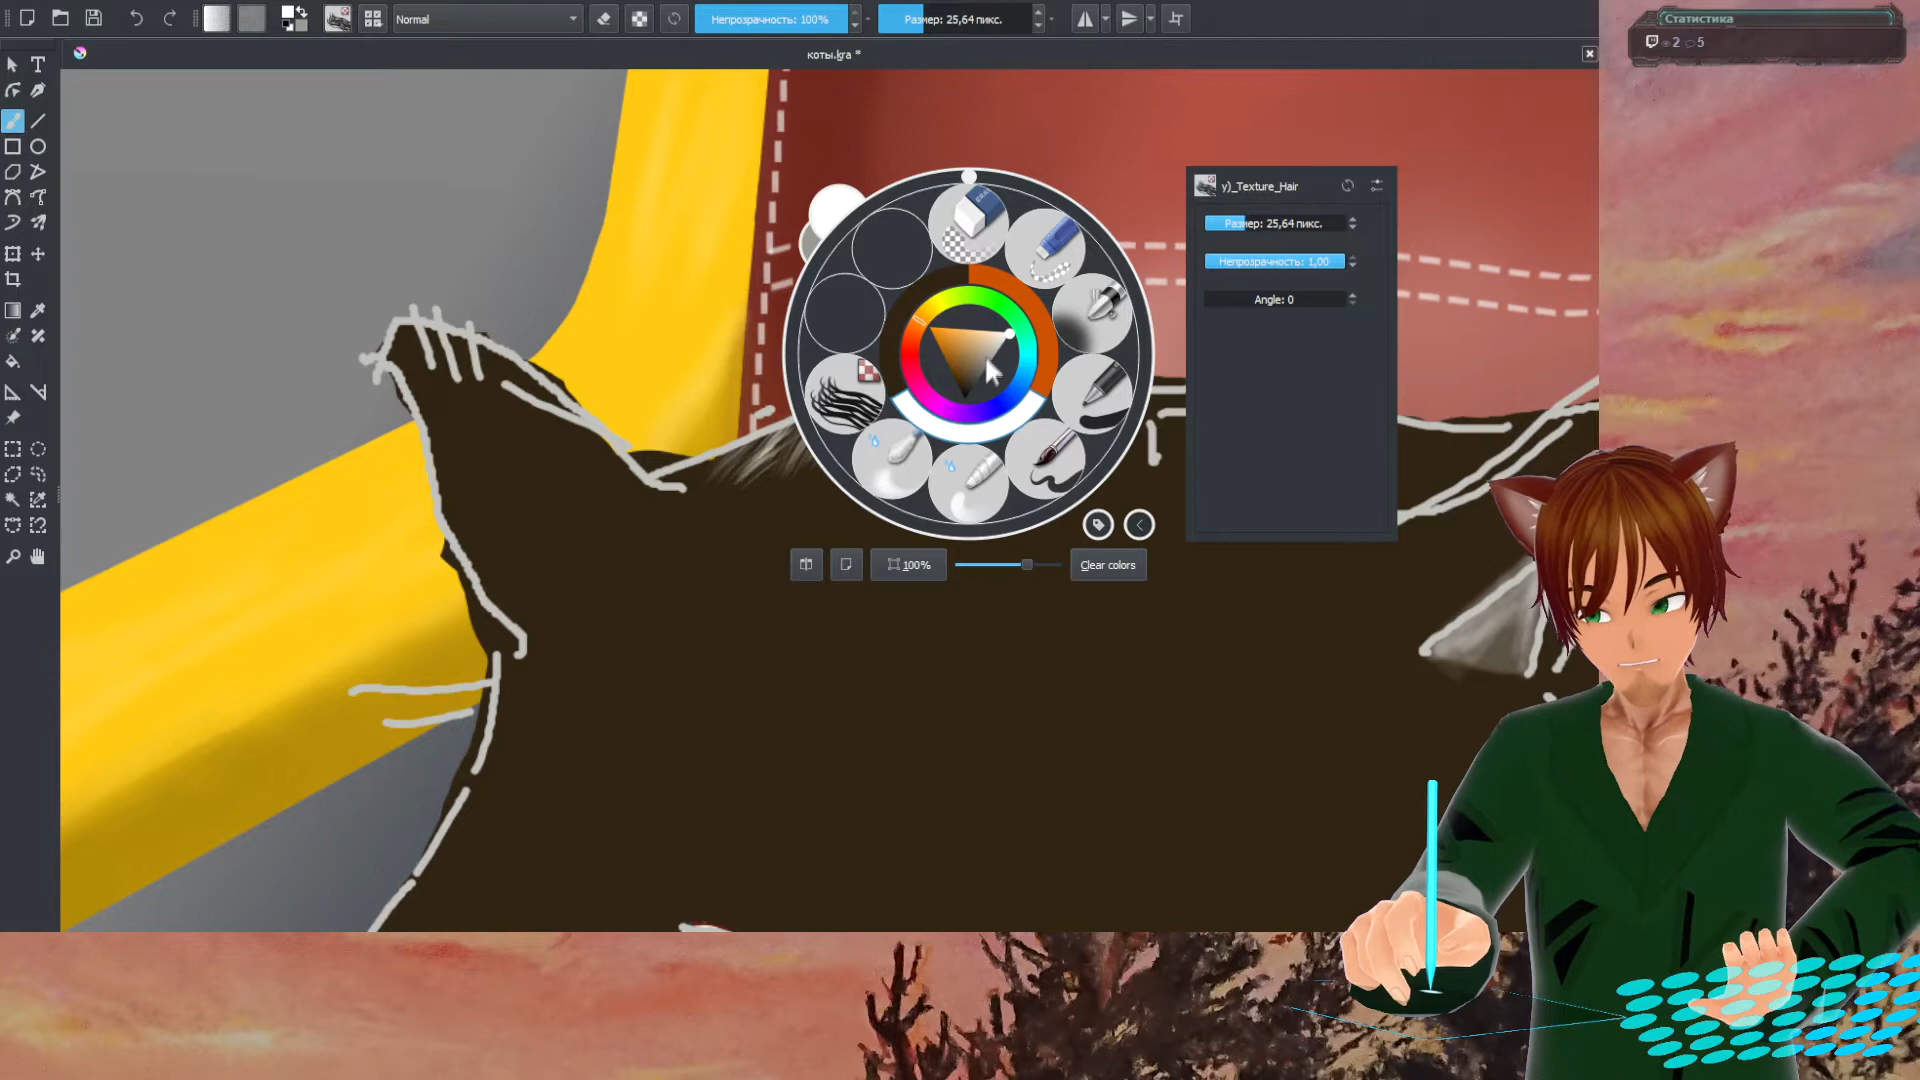 Normal
Непрозрачность: 100%
Размер: 25,64 пикс.
Статистика
2 5
коты.kra *
y)_Texture_Hair
Размер: 25,64 пикс.
Непрозрачность: 1,00
Angle: 0
100%
Clear colors